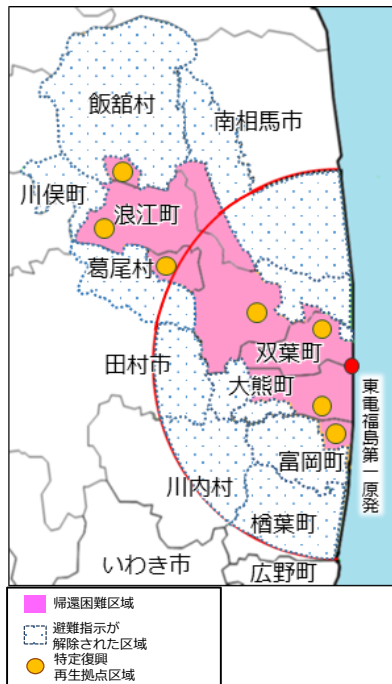 飯舘村
南相馬市
川俣町
浪江町
葛尾村
双葉町
田村市
大熊町
東電福島第一原発
富岡町
川内村
楢葉町
いわき市
広野町
帰還困難区域
避難指示が
解除された区域
特定復興
再生拠点区域